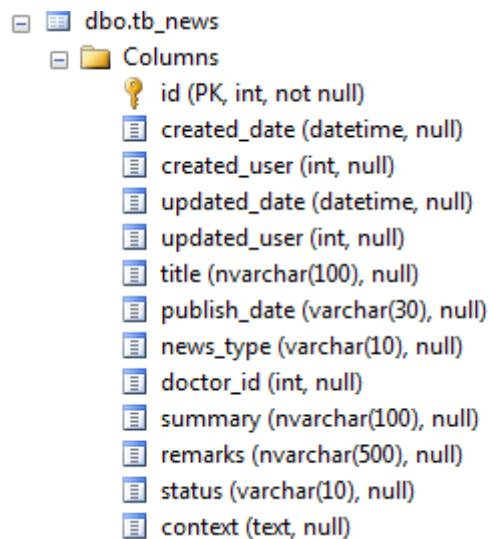 dbo.tb_news
Columns
id (PK, int, not null)
created_date (datetime, null)
created_user (int, null)
updated_date (datetime, null)
updated_user (int, null)
title (nvarchar(100), null)
publish_date (varchar(30), null)
news_type (varchar(10), null)
doctor_id (int, null)
summary (nvarchar(100), null)
remarks (nvarchar(500), null)
status (varchar(10), null)
context (text, null)